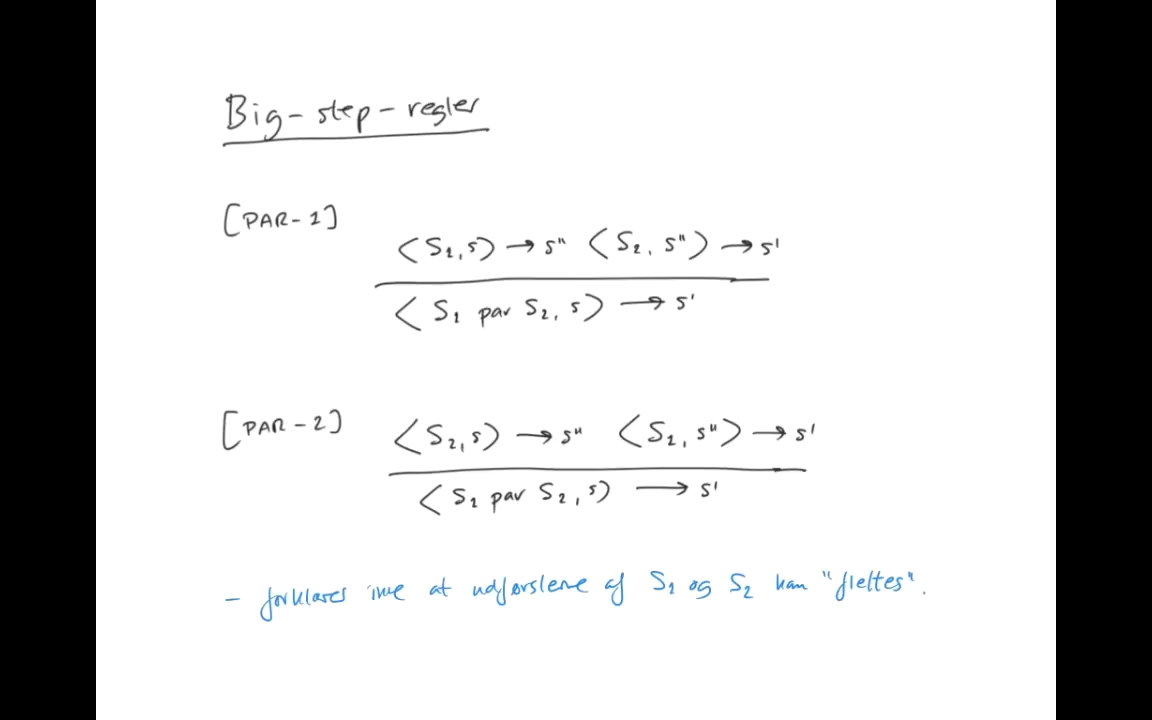 Big-step-regler
[PAR-1]
⟨S₁, s⟩ → s'' ⟨S₂, s''⟩ → s'
⟨S₁ par S₂, s⟩ → s'
[PAR-2]
⟨S₂, s⟩ → s'' ⟨S₁, s''⟩ → s'
⟨S₁ par S₂, s⟩ → s'
- forklarer ikke at udførslerne af S₁ og S₂ kan "flettes".